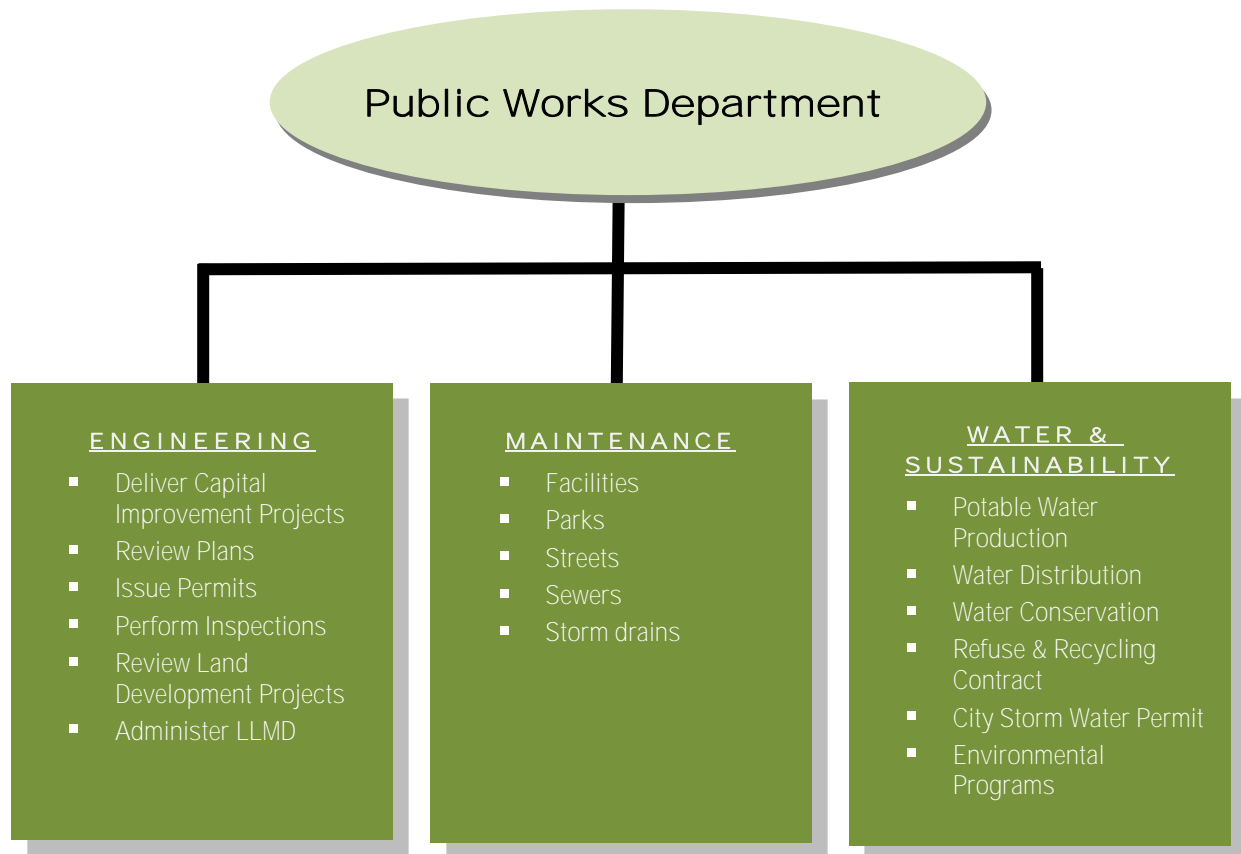 Public Works Department
ENGINEERING
▪ Deliver Capital
Improvement Projects
▪ Review Plans
▪ Issue Permits
▪ Perform Inspections
▪ Review Land
Development Projects
▪ Administer LLMD
MAINTENANCE
▪ Facilities
▪ Parks
▪ Streets
▪ Sewers
▪ Storm drains
WATER &
SUSTAINABILITY
▪ Potable Water
Production
▪ Water Distribution
▪ Water Conservation
▪ Refuse & Recycling
Contract
▪ City Storm Water Permit
▪ Environmental
Programs